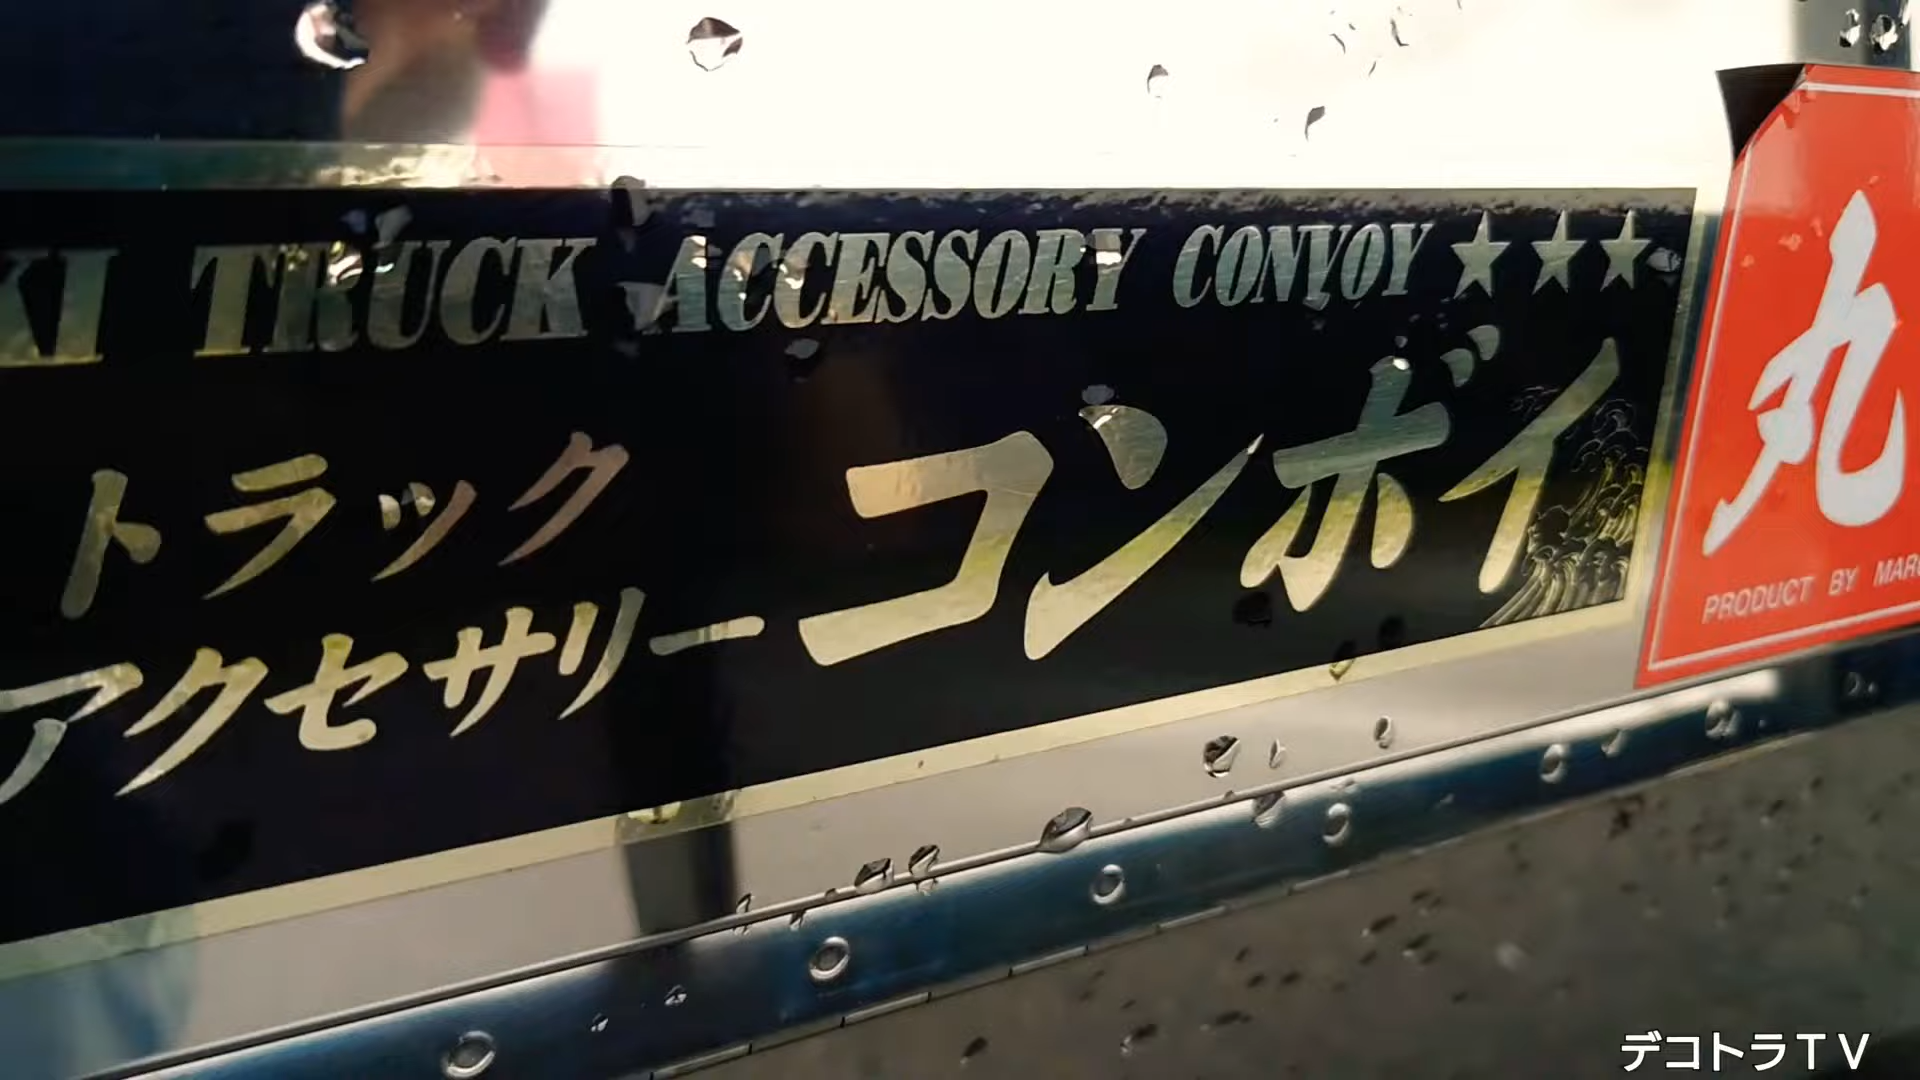 KI TRUCK ACCESSORY CONVOY★★★
トラック
アクセサリー
コンボイ
丸
PRODUCT BY
デコトラTV